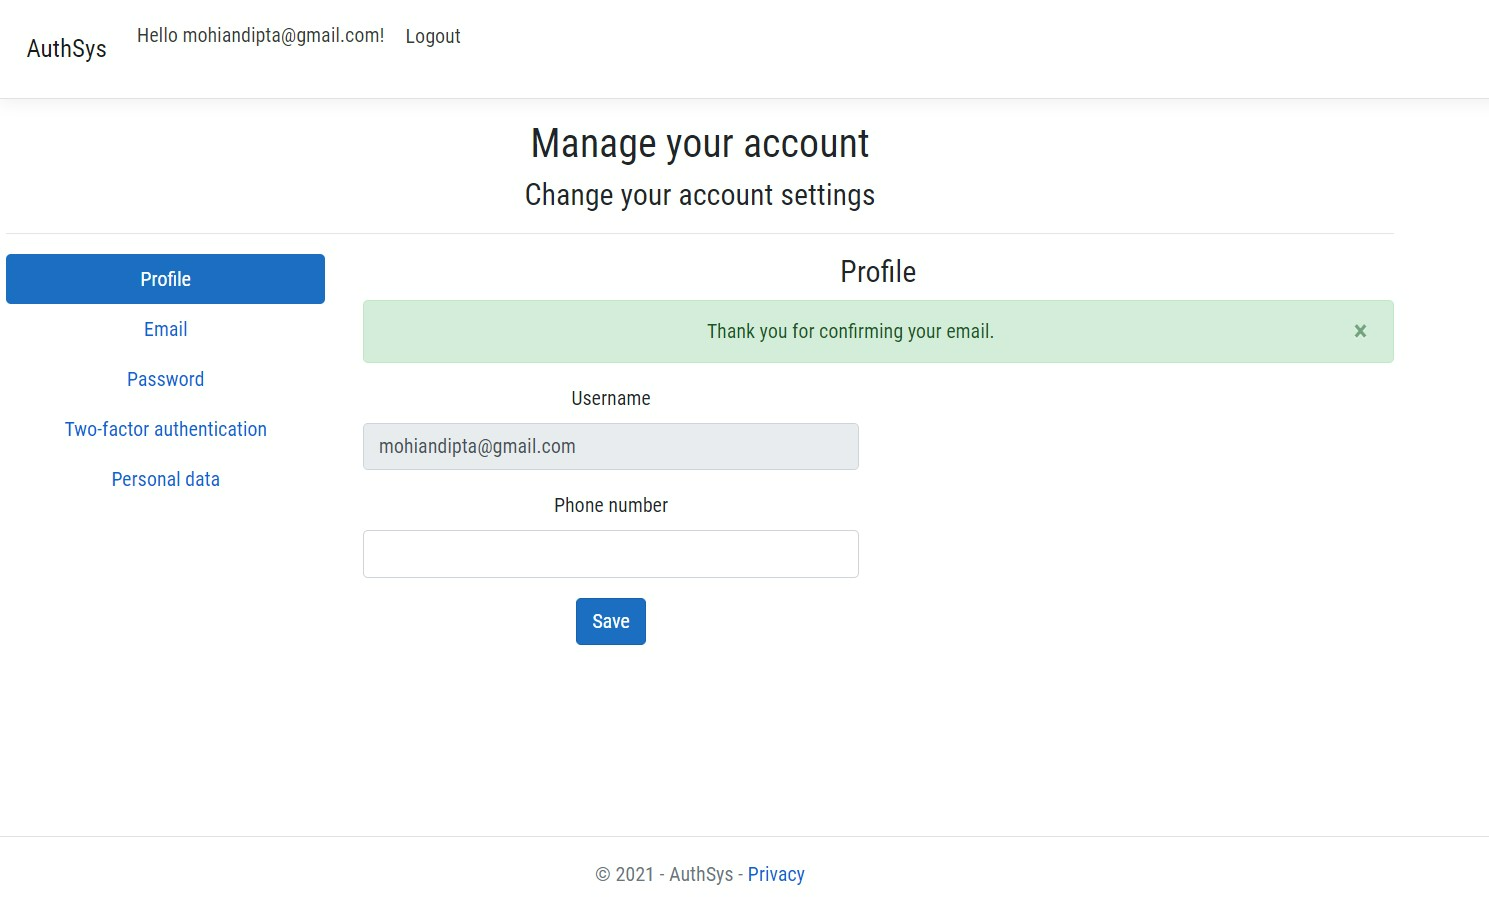 AuthSys
Hello mohiandipta@gmail.com!
Logout
Manage your account
Change your account settings
Profile
Email
Password
Two-factor authentication
Personal data
Profile
Thank you for confirming your email.
×
Username
mohiandipta@gmail.com
Phone number
Save
© 2021 - AuthSys - Privacy